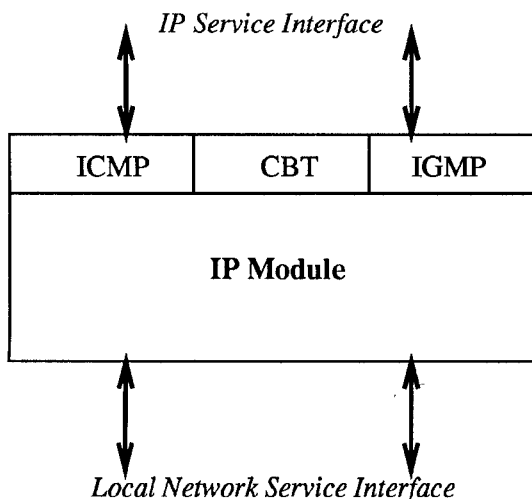 IP Service Interface
ICMP CBT IGMP
IP Module
Local Network Service Interface